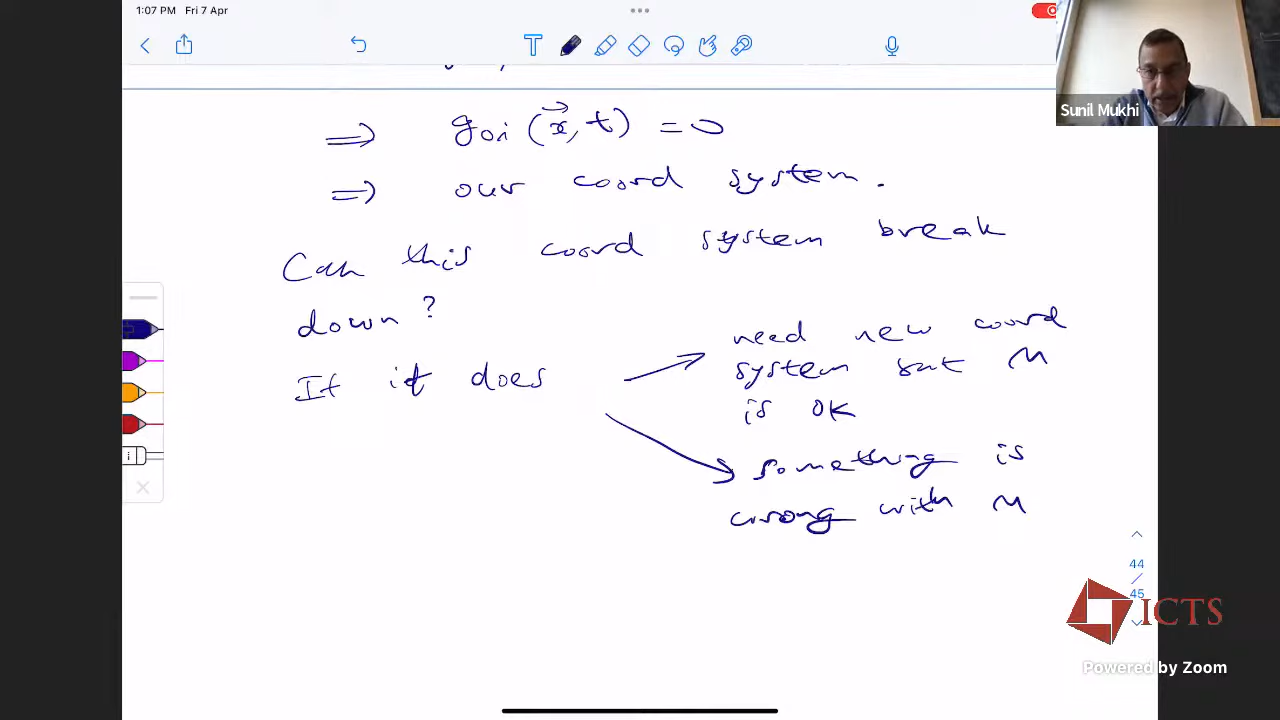 1:07 PM Fri 7 Apr
Sunil Mukhi
⇒ g₀ᵢ (x⃗, t) = 0
⇒ our coord system.
Can this coord system break
down?
If it does
need new coord
system but M
is OK
something is
wrong with M
44
/
45
ICTS
Powered by Zoom